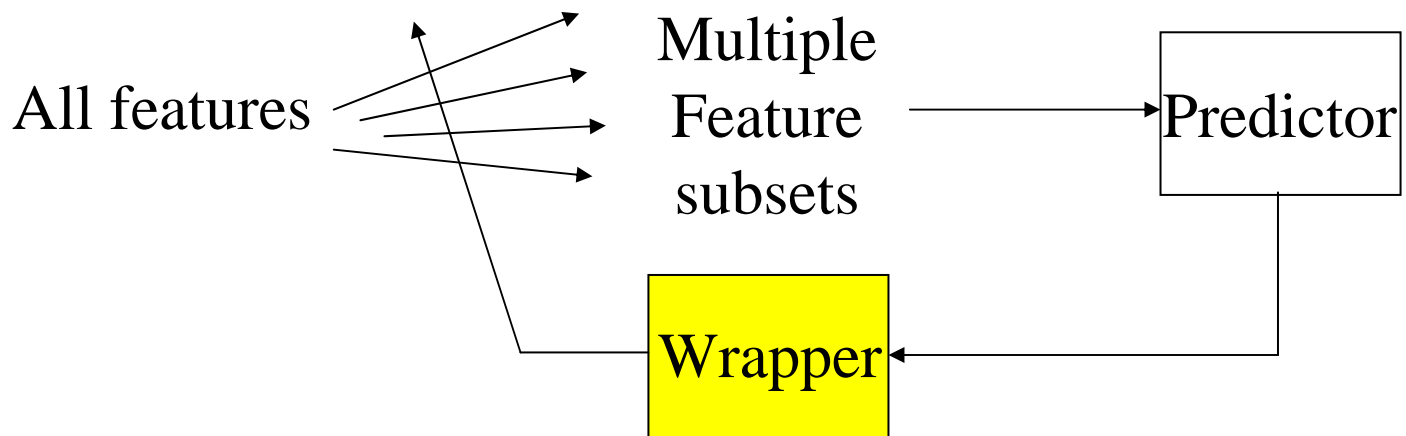 All features
Multiple
Feature
subsets
Predictor
Wrapper